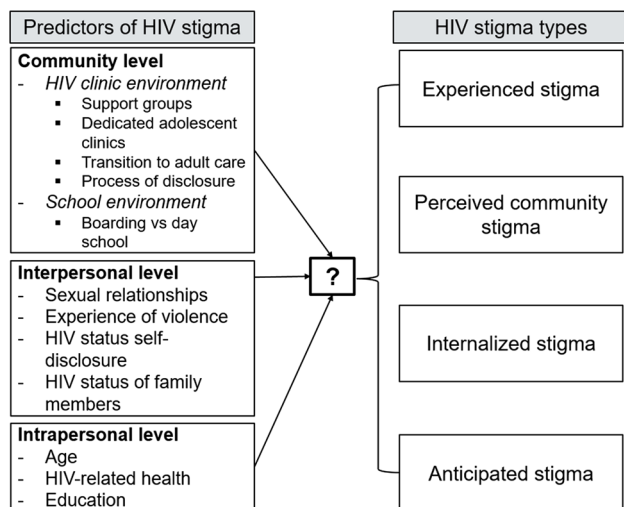 Predictors of HIV stigma
Community level
- HIV clinic environment
▪ Support groups
▪ Dedicated adolescent
clinics
▪ Transition to adult care
▪ Process of disclosure
- School environment
▪ Boarding vs day
school
Interpersonal level
- Sexual relationships
- Experience of violence
- HIV status self-
disclosure
- HIV status of family
members
Intrapersonal level
- Age
- HIV-related health
- Education
?
HIV stigma types
Experienced stigma
Perceived community
stigma
Internalized stigma
Anticipated stigma